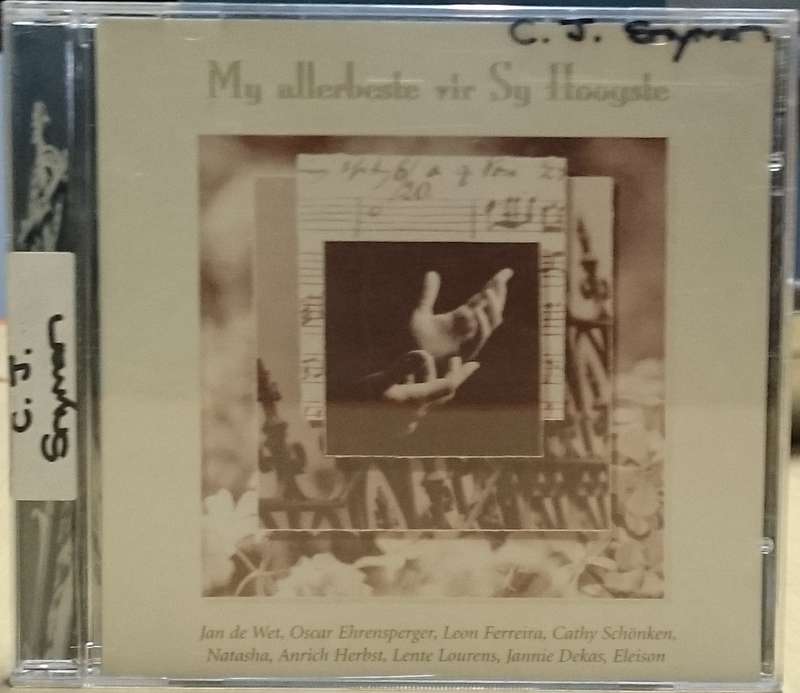 C. J. Snyman
My allerbeste vir Sy Hoogste
/20
Jan de Wet, Oscar Ehrensperger, Leon Ferreira, Cathy Schönken,
Natasha, Anrich Herbst, Lente Lourens, Jannie Dekas, Eleison
C. J.
Snyman